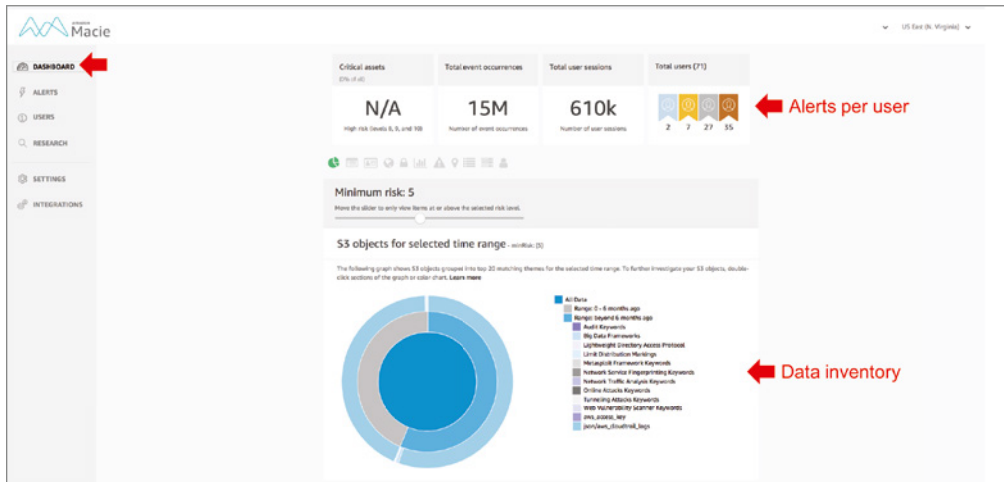 amazon
Macie
US East (N. Virginia)
DASHBOARD
ALERTS
USERS
RESEARCH
SETTINGS
INTEGRATIONS
Critical assets
(0% of all)
N/A
High risk (levels 8, 9, and 10)
Total event occurrences
15M
Number of event occurrences
Total user sessions
610k
Number of user sessions
Total users (71)
2 7 27 35
Alerts per user
Minimum risk: 5
Move the slider to only view items at or above the selected risk level.
S3 objects for selected time range - minRisk: (5)
The following graph shows S3 objects grouped into top 20 matching themes for the selected time range. To further investigate your S3 objects, double-
click sections of the graph or color chart. Learn more
All Data
Range: 0 - 6 months ago
Range: beyond 6 months ago
Audit Keywords
Big Data Frameworks
Lightweight Directory Access Protocol
Limit Distribution Markings
Metasploit Framework Keywords
Network Service Fingerprinting Keywords
Network Traffic Analysis Keywords
Online Attacks Keywords
Tunneling Attacks Keywords
Web Vulnerability Scanner Keywords
aws_access_key
json/aws_cloudtrail_logs
Data inventory